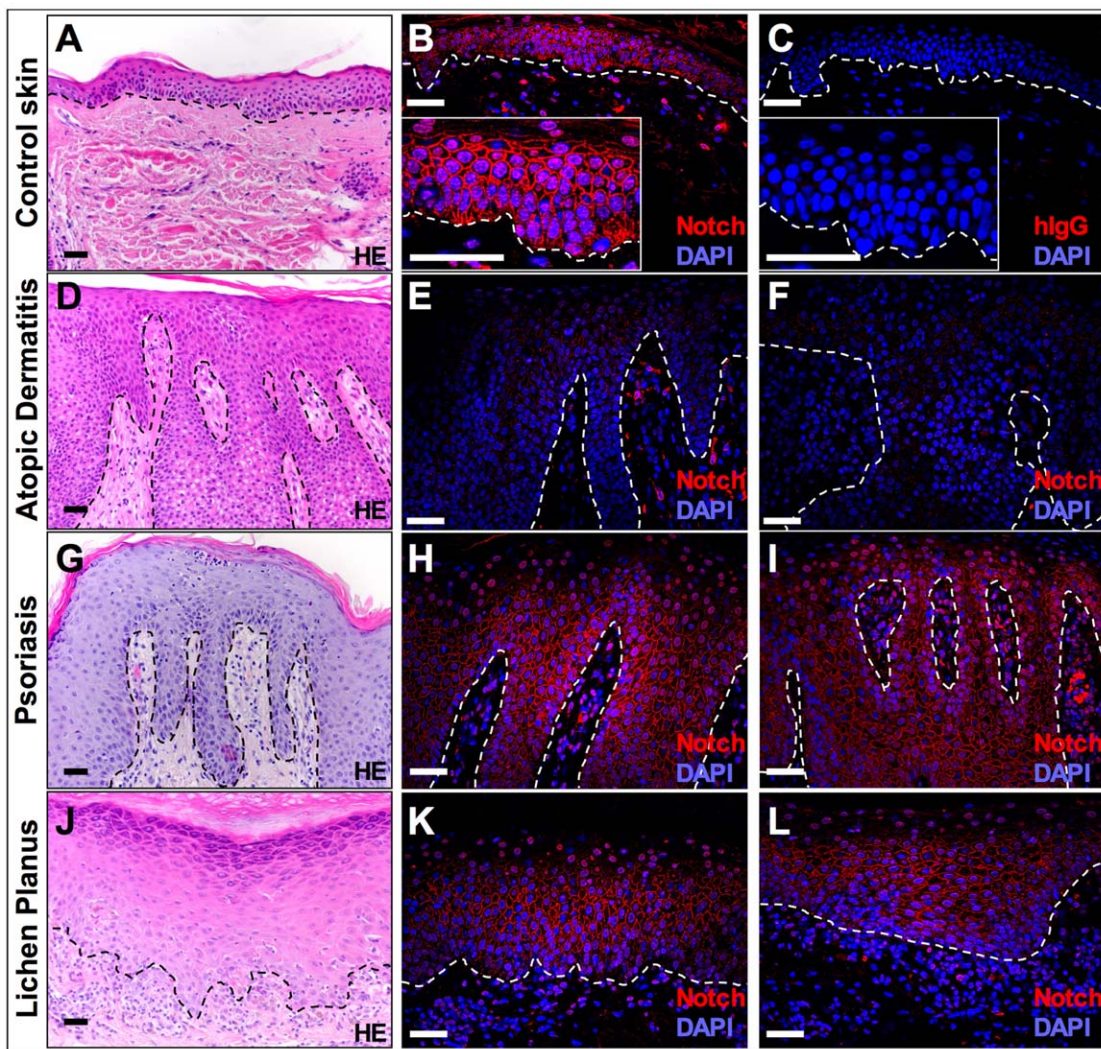 Control skin
A
HE
B
Notch
DAPI
C
hIgG
DAPI
Atopic Dermatitis
D
HE
E
Notch
DAPI
F
Notch
DAPI
Psoriasis
G
HE
H
Notch
DAPI
I
Notch
DAPI
Lichen Planus
J
HE
K
Notch
DAPI
L
Notch
DAPI